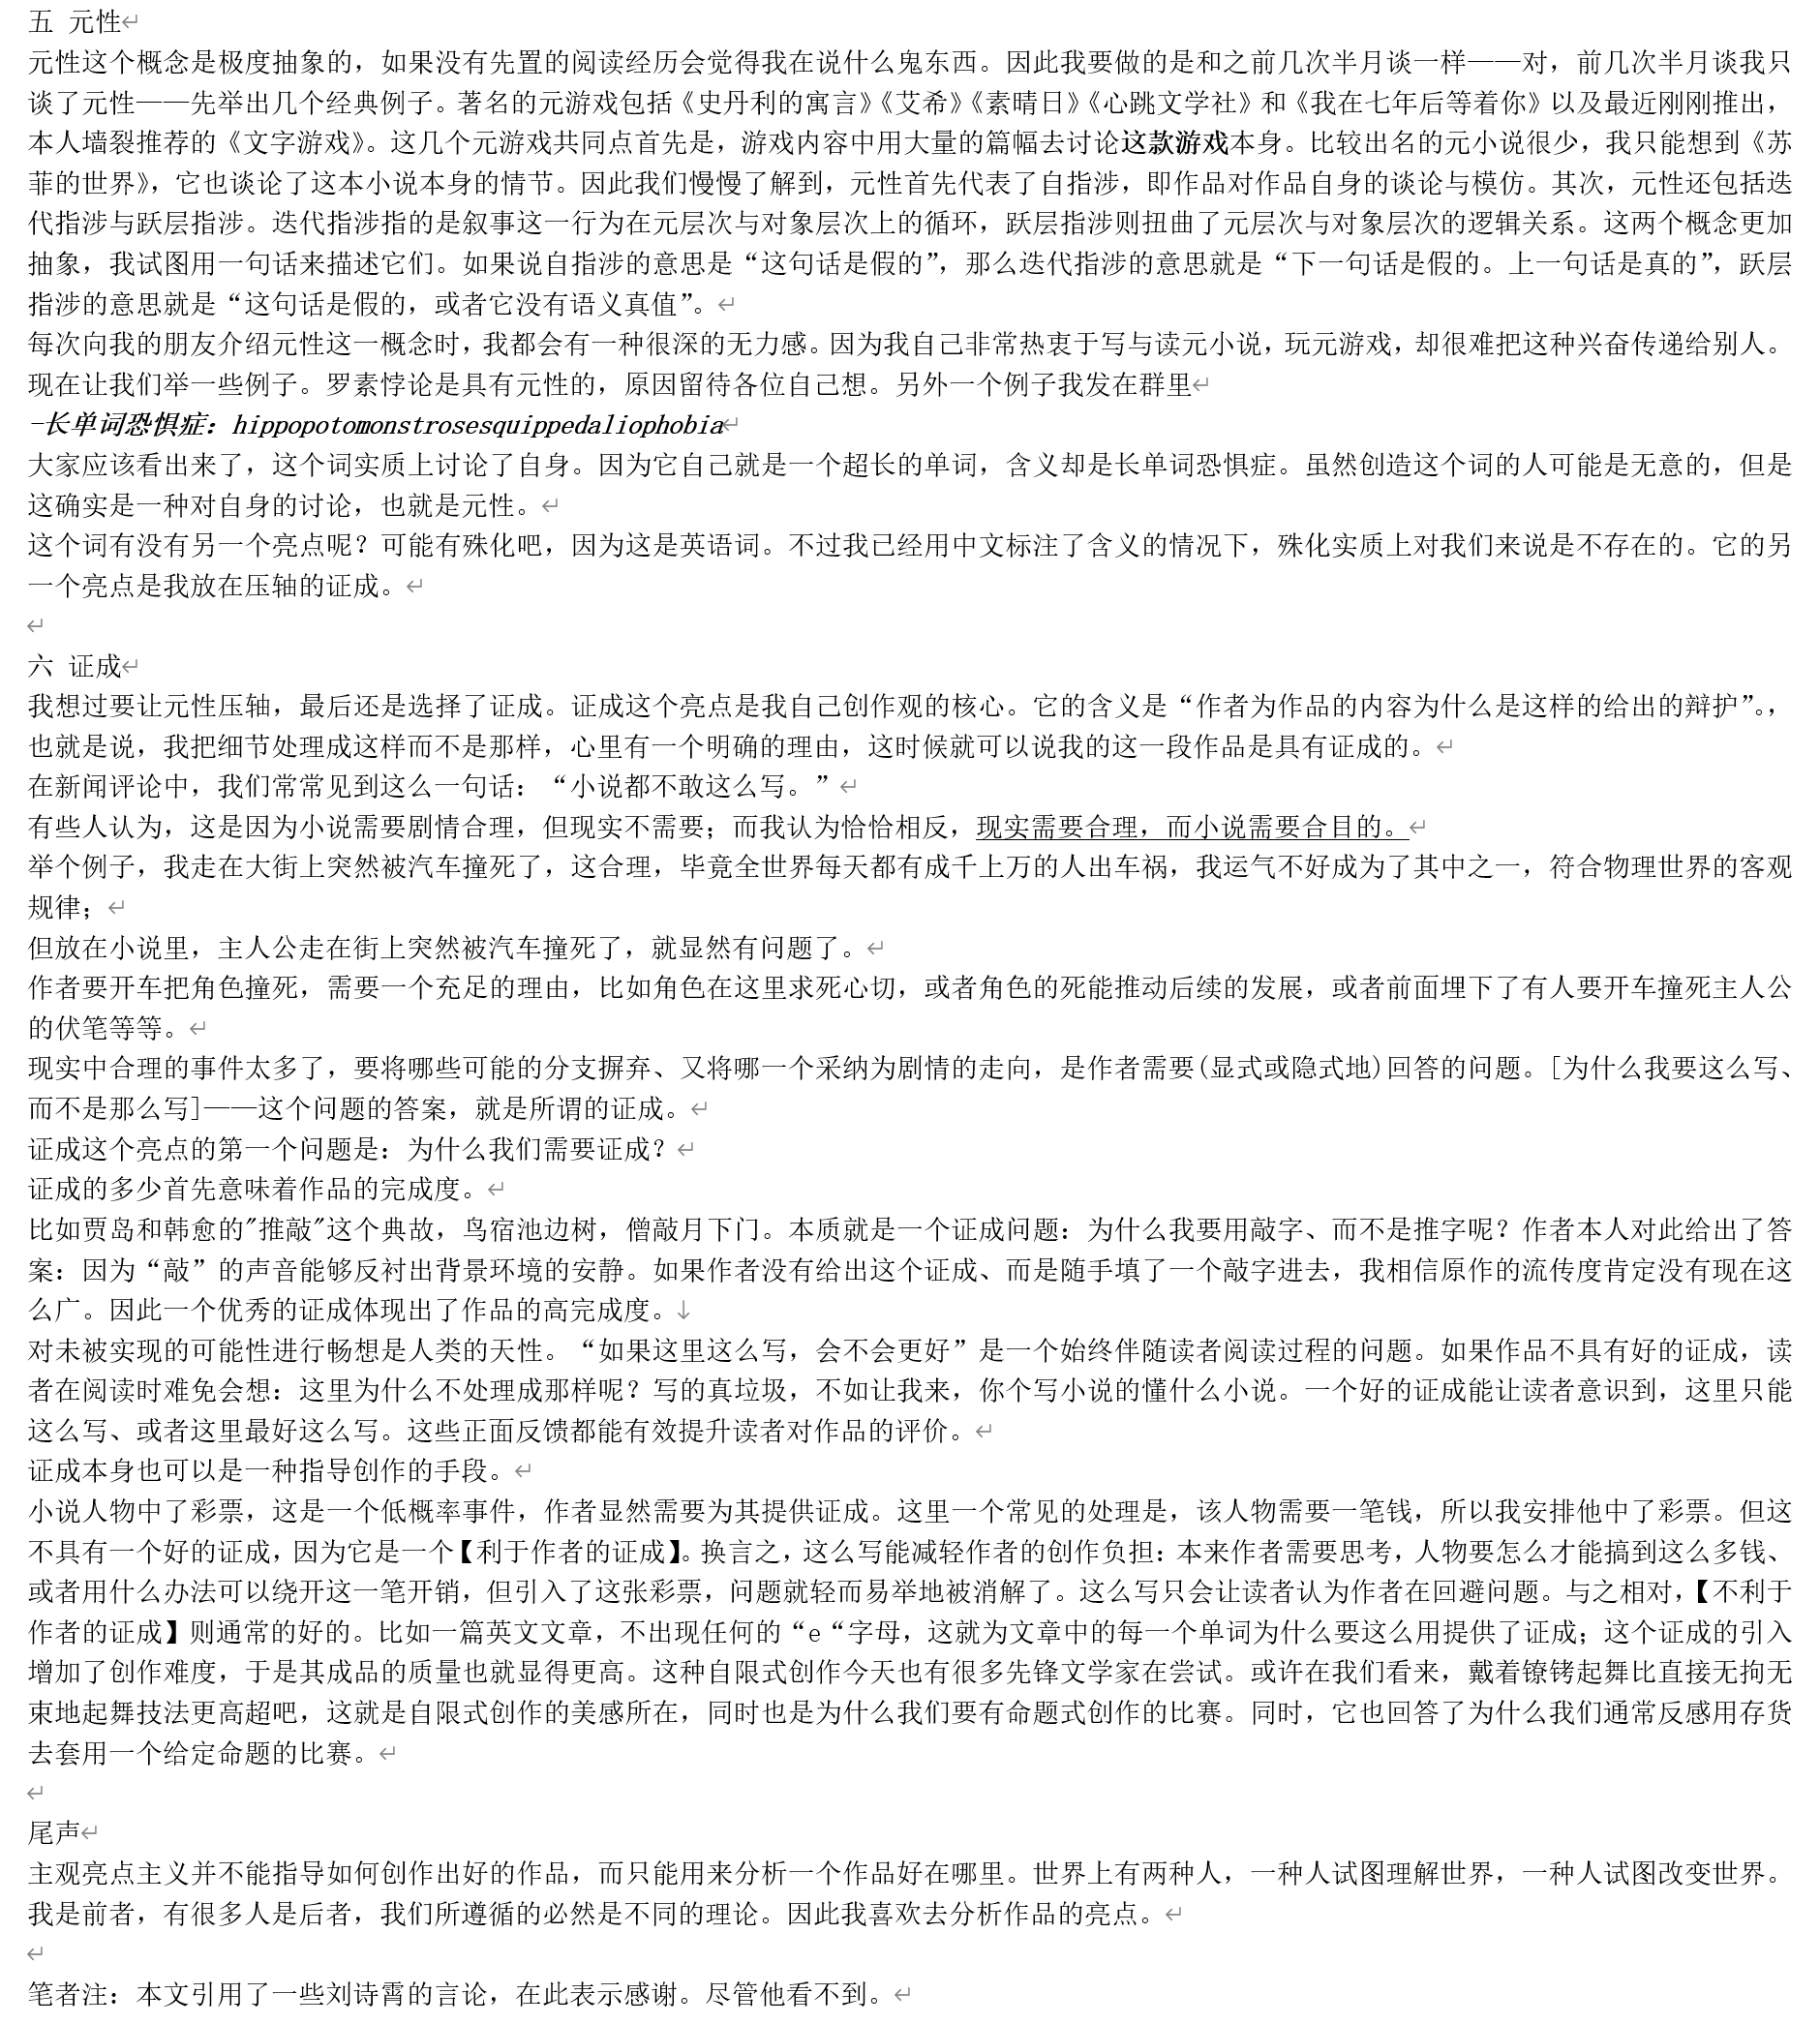 五 元性
元性这个概念是极度抽象的，如果没有先置的阅读经历会觉得我在说什么鬼东西。因此我要做的是和之前几次半月谈一样——对，前几次半月谈我只
谈了元性——先举出几个经典例子。著名的元游戏包括《史丹利的寓言》《艾希》《素晴日》《心跳文学社》和《我在七年后等着你》以及最近刚刚推出，
本人墙裂推荐的《文字游戏》。这几个元游戏共同点首先是，游戏内容中用大量的篇幅去讨论这款游戏本身。比较出名的元小说很少，我只能想到《苏
菲的世界》，它也谈论了这本小说本身的情节。因此我们慢慢了解到，元性首先代表了自指涉，即作品对作品自身的谈论与模仿。其次，元性还包括迭
代指涉与跃层指涉。迭代指涉指的是叙事这一行为在元层次与对象层次上的循环，跃层指涉则扭曲了元层次与对象层次的逻辑关系。这两个概念更加
抽象，我试图用一句话来描述它们。如果说自指涉的意思是“这句话是假的”，那么迭代指涉的意思就是“下一句话是假的。上一句话是真的”，跃层
指涉的意思就是“这句话是假的，或者它没有语义真值”。
每次向我的朋友介绍元性这一概念时，我都会有一种很深的无力感。因为我自己非常热衷于写与读元小说，玩元游戏，却很难把这种兴奋传递给别人。
现在让我们举一些例子。罗素悖论是具有元性的，原因留待各位自己想。另外一个例子我发在群里
-长单词恐惧症：hippopotomonstrosesquippedaliophobia
大家应该看出来了，这个词实质上讨论了自身。因为它自己就是一个超长的单词，含义却是长单词恐惧症。虽然创造这个词的人可能是无意的，但是
这确实是一种对自身的讨论，也就是元性。
这个词有没有另一个亮点呢？可能有殊化吧，因为这是英语词。不过我已经用中文标注了含义的情况下，殊化实质上对我们来说是不存在的。它的另
一个亮点是我放在压轴的证成。
六 证成
我想过要让元性压轴，最后还是选择了证成。证成这个亮点是我自己创作观的核心。它的含义是“作者为作品的内容为什么是这样的给出的辩护”。，
也就是说，我把细节处理成这样而不是那样，心里有一个明确的理由，这时候就可以说我的这一段作品是具有证成的。
在新闻评论中，我们常常见到这么一句话：“小说都不敢这么写。”
有些人认为，这是因为小说需要剧情合理，但现实不需要；而我认为恰恰相反，现实需要合理，而小说需要合目的。
举个例子，我走在大街上突然被汽车撞死了，这合理，毕竟全世界每天都有成千上万的人出车祸，我运气不好成为了其中之一，符合物理世界的客观
规律；
但放在小说里，主人公走在街上突然被汽车撞死了，就显然有问题了。
作者要开车把角色撞死，需要一个充足的理由，比如角色在这里求死心切，或者角色的死能推动后续的发展，或者前面埋下了有人要开车撞死主人公
的伏笔等等。
现实中合理的事件太多了，要将哪些可能的分支摒弃、又将哪一个采纳为剧情的走向，是作者需要(显式或隐式地)回答的问题。[为什么我要这么写、
而不是那么写]——这个问题的答案，就是所谓的证成。
证成这个亮点的第一个问题是：为什么我们需要证成？
证成的多少首先意味着作品的完成度。
比如贾岛和韩愈的"推敲"这个典故，鸟宿池边树，僧敲月下门。本质就是一个证成问题：为什么我要用敲字、而不是推字呢？作者本人对此给出了答
案：因为“敲”的声音能够反衬出背景环境的安静。如果作者没有给出这个证成、而是随手填了一个敲字进去，我相信原作的流传度肯定没有现在这
么广。因此一个优秀的证成体现出了作品的高完成度。
对未被实现的可能性进行畅想是人类的天性。“如果这里这么写，会不会更好”是一个始终伴随读者阅读过程的问题。如果作品不具有好的证成，读
者在阅读时难免会想：这里为什么不处理成那样呢？写的真垃圾，不如让我来，你个写小说的懂什么小说。一个好的证成能让读者意识到，这里只能
这么写、或者这里最好这么写。这些正面反馈都能有效提升读者对作品的评价。
证成本身也可以是一种指导创作的手段。
小说人物中了彩票，这是一个低概率事件，作者显然需要为其提供证成。这里一个常见的处理是，该人物需要一笔钱，所以我安排他中了彩票。但这
不具有一个好的证成，因为它是一个【利于作者的证成】。换言之，这么写能减轻作者的创作负担：本来作者需要思考，人物要怎么才能搞到这么多钱、
或者用什么办法可以绕开这一笔开销，但引入了这张彩票，问题就轻而易举地被消解了。这么写只会让读者认为作者在回避问题。与之相对，【不利于
作者的证成】则通常的好的。比如一篇英文文章，不出现任何的“e“字母，这就为文章中的每一个单词为什么要这么用提供了证成；这个证成的引入
增加了创作难度，于是其成品的质量也就显得更高。这种自限式创作今天也有很多先锋文学家在尝试。或许在我们看来，戴着镣铐起舞比直接无拘无
束地起舞技法更高超吧，这就是自限式创作的美感所在，同时也是为什么我们要有命题式创作的比赛。同时，它也回答了为什么我们通常反感用存货
去套用一个给定命题的比赛。
尾声
主观亮点主义并不能指导如何创作出好的作品，而只能用来分析一个作品好在哪里。世界上有两种人，一种人试图理解世界，一种人试图改变世界。
我是前者，有很多人是后者，我们所遵循的必然是不同的理论。因此我喜欢去分析作品的亮点。
笔者注：本文引用了一些刘诗霄的言论，在此表示感谢。尽管他看不到。